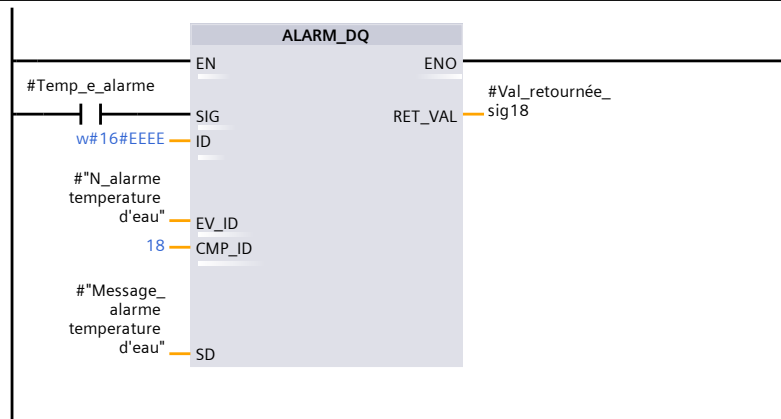 ALARM_DQ
EN
ENO
#Temp_e_alarme
SIG
RET_VAL
#Val_retournée_
sig18
w#16#EEEE
ID
#"N_alarme
temperature
d'eau"
EV_ID
18
CMP_ID
#"Message_
alarme
temperature
d'eau"
SD